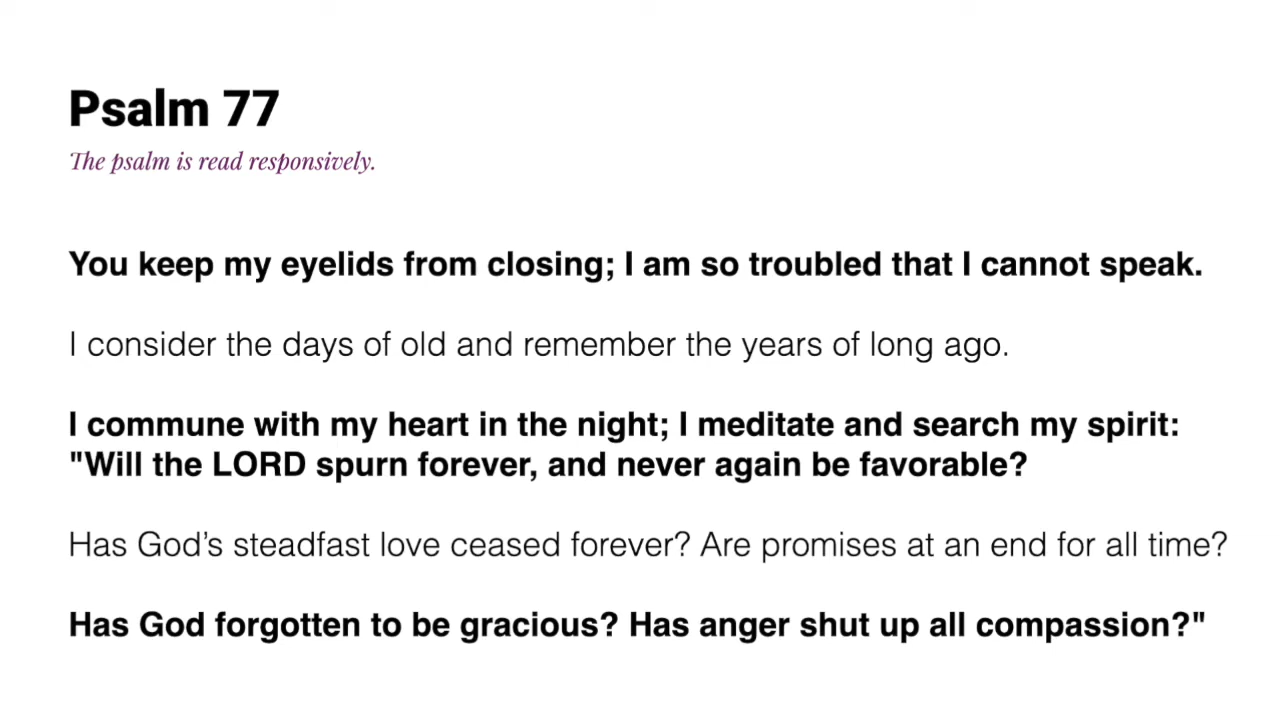 Psalm 77
The psalm is read responsively.
You keep my eyelids from closing; I am so troubled that I cannot speak.
I consider the days of old and remember the years of long ago.
I commune with my heart in the night; I meditate and search my spirit:
"Will the LORD spurn forever, and never again be favorable?
Has God’s steadfast love ceased forever? Are promises at an end for all time?
Has God forgotten to be gracious? Has anger shut up all compassion?"